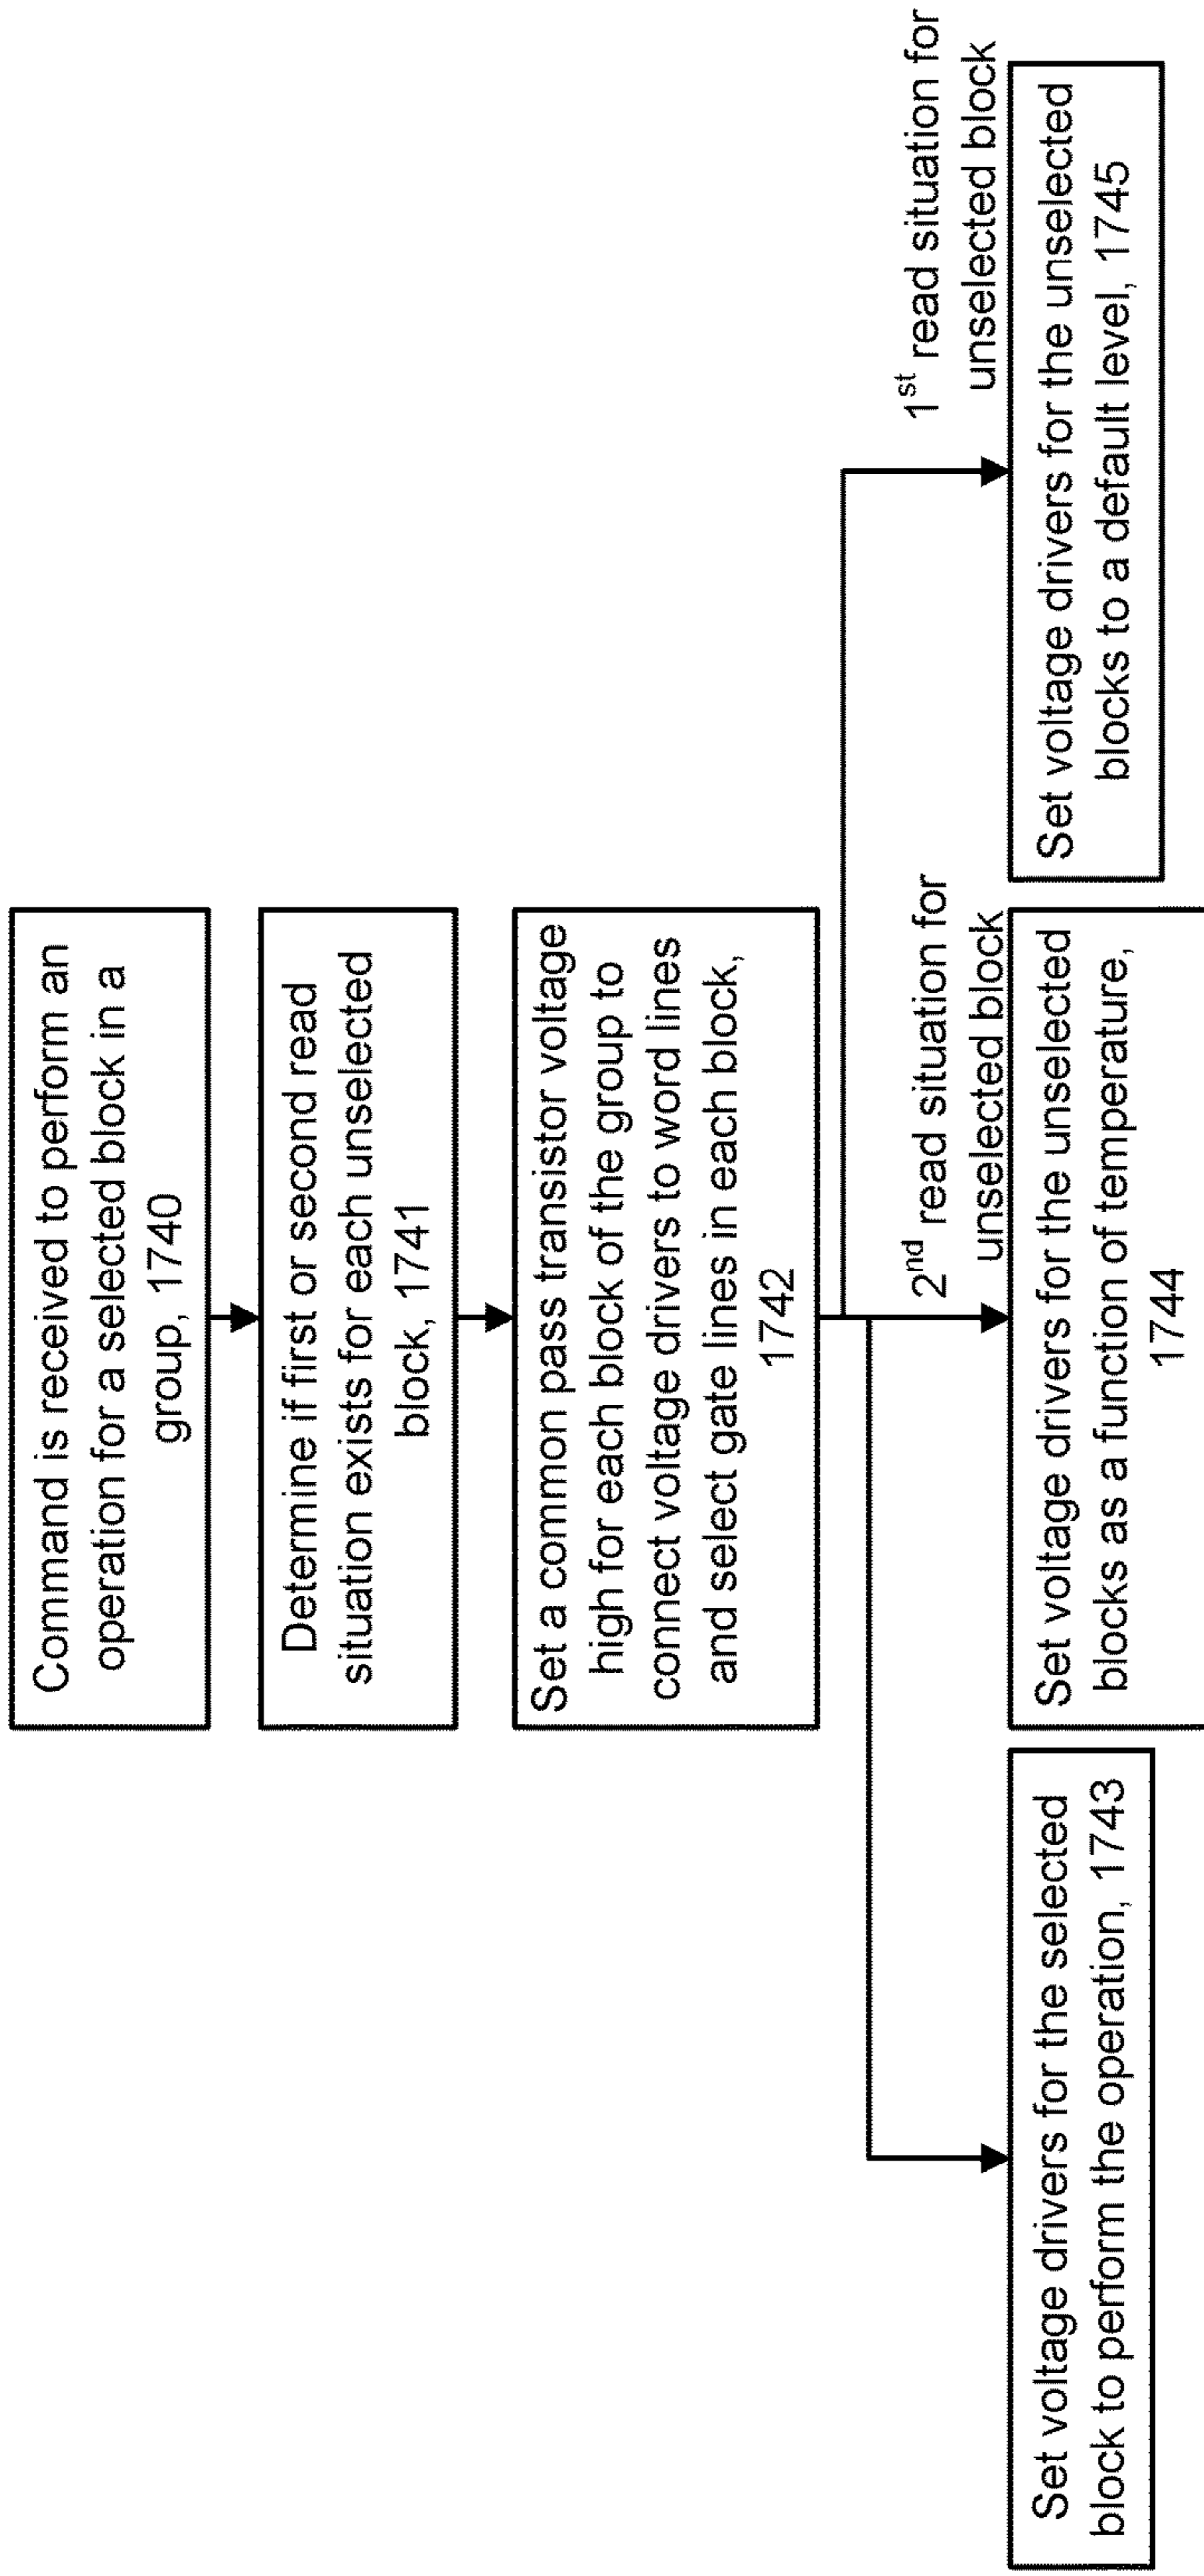 Command is received to perform an
operation for a selected block in a
group, 1740
Determine if first or second read
situation exists for each unselected
block, 1741
Set a common pass transistor voltage
high for each block of the group to
connect voltage drivers to word lines
and select gate lines in each block,
1742
1st read situation for
unselected block
2nd read situation for
unselected block
Set voltage drivers for the selected
block to perform the operation, 1743
Set voltage drivers for the unselected
blocks as a function of temperature,
1744
Set voltage drivers for the unselected
blocks to a default level, 1745